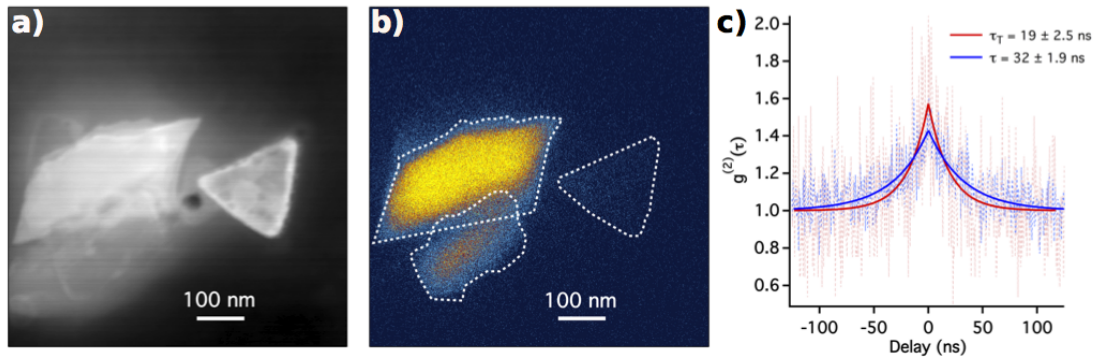 a)
100 nm
b)
100 nm
c)
g⁽²⁾(τ)
2.0
1.8
1.6
1.4
1.2
1.0
0.8
0.6
τT = 19 ± 2.5 ns
τ = 32 ± 1.9 ns
-100 -50 0 50 100
Delay (ns)